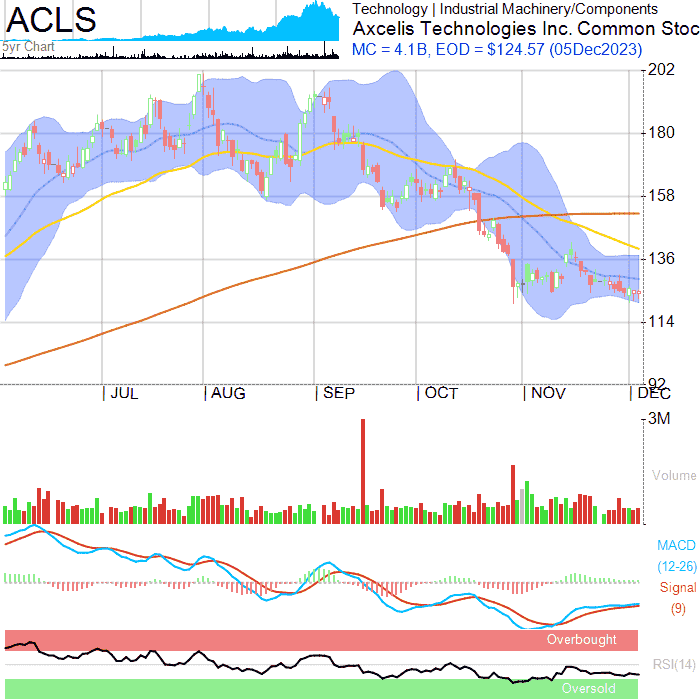 ACLS
5yr Chart
Technology | Industrial Machinery/Components
Axcelis Technologies Inc. Common Stoc
MC = 4.1B, EOD = $124.57 (05Dec2023)
202
180
158
136
114
92
JUL
AUG
SEP
OCT
NOV
DEC
3M
Volume
MACD
(12-26)
Signal
(9)
Overbought
RSI(14)
Oversold